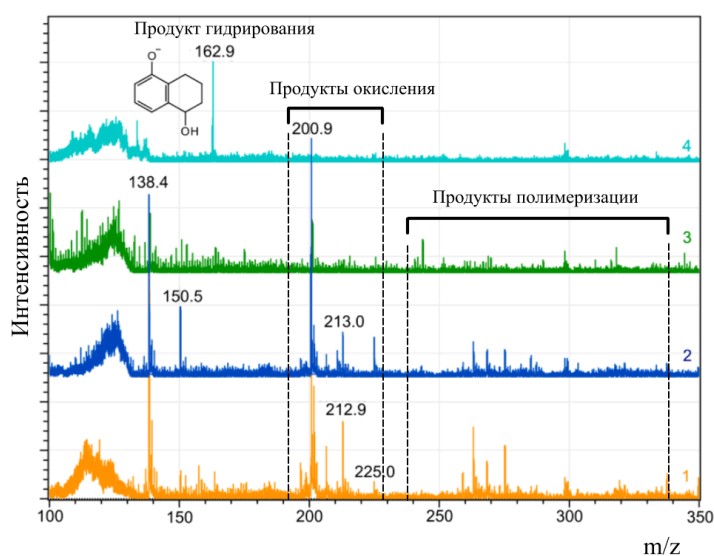 Продукт гидрирования
162.9
O⁻
OH
Продукты окисления
200.9
4
138.4
Продукты полимеризации
3
150.5
213.0
2
212.9
225.0
1
Интенсивность
100 150 200 250 300 350
m/z